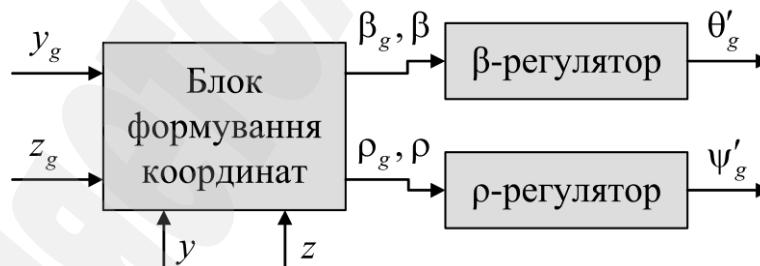 y_g
z_g
Блок
формування
координат
y
z
β_g, β
β-регулятор
θ′_g
ρ_g, ρ
ρ-регулятор
ψ′_g